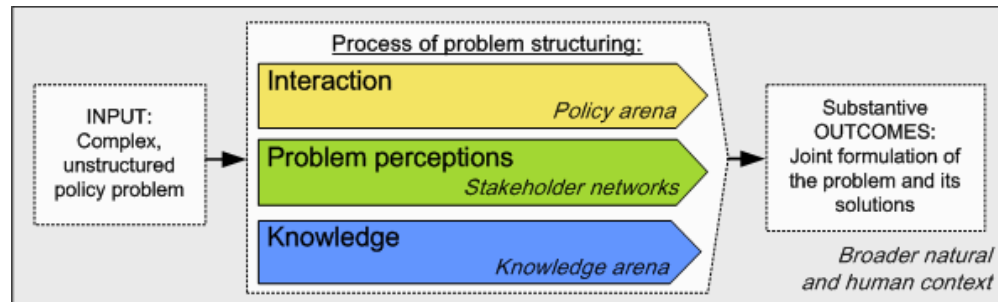 INPUT:
Complex,
unstructured
policy problem
Process of problem structuring:
Interaction
Policy arena
Problem perceptions
Stakeholder networks
Knowledge
Knowledge arena
Substantive
OUTCOMES:
Joint formulation of
the problem and its
solutions
Broader natural
and human context